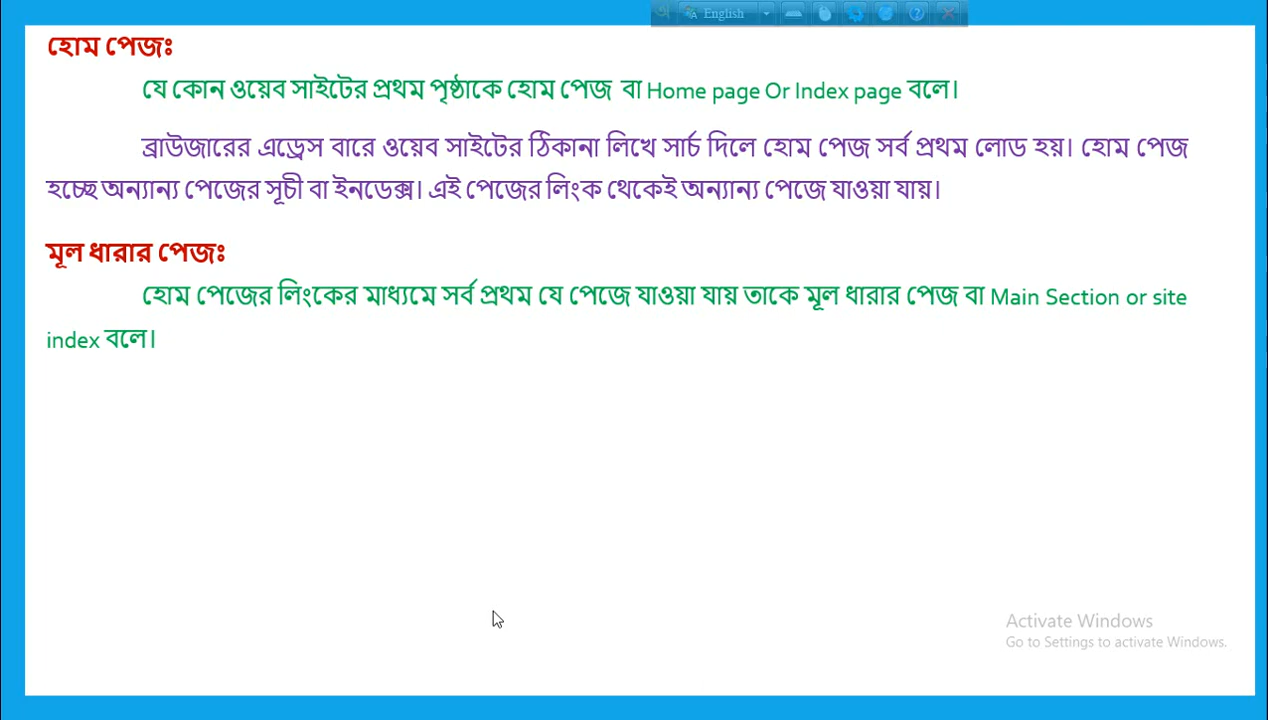 English
হোম পেজঃ
যে কোন ওয়েব সাইটের প্রথম পৃষ্ঠাকে হোম পেজ বা Home page Or Index page বলে।
ব্রাউজারের এড্রেস বারে ওয়েব সাইটের ঠিকানা লিখে সার্চ দিলে হোম পেজ সর্ব প্রথম লোড হয়। হোম পেজ
হচ্ছে অন্যান্য পেজের সূচী বা ইনডেক্স। এই পেজের লিংক থেকেই অন্যান্য পেজে যাওয়া যায়।
মূল ধারার পেজঃ
হোম পেজের লিংকের মাধ্যমে সর্ব প্রথম যে পেজে যাওয়া যায় তাকে মূল ধারার পেজ বা Main Section or site
index বলে।
Activate Windows
Go to Settings to activate Windows.